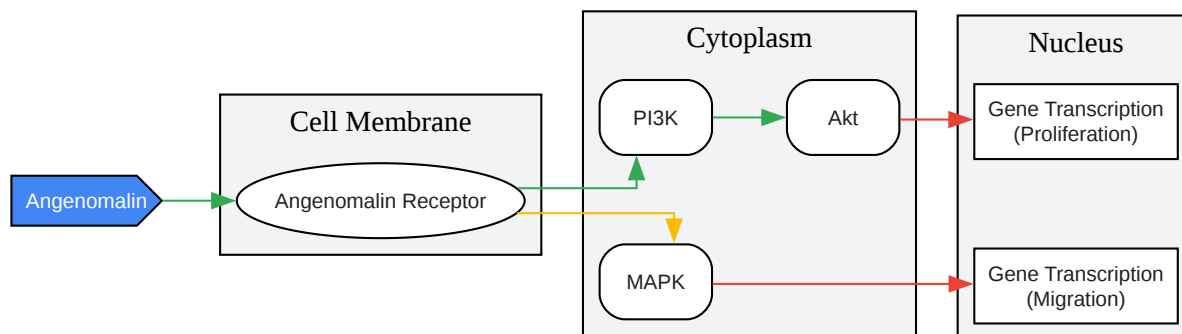 Cytoplasm
Nucleus
Cell Membrane
PI3K
Akt
Gene Transcription
(Proliferation)
Angenomalin
Angenomalin Receptor
MAPK
Gene Transcription
(Migration)